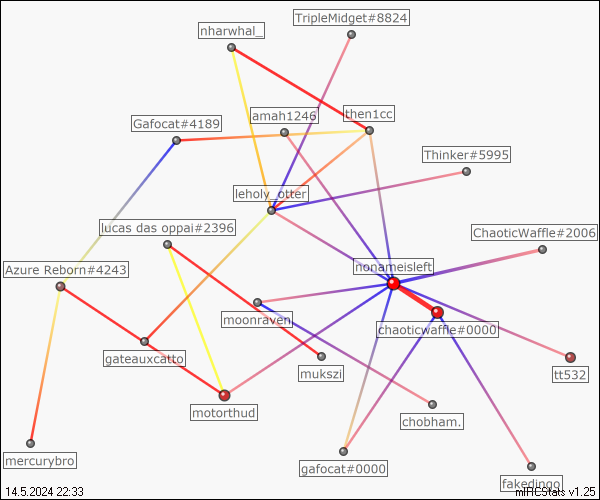 TripleMidget#8824
nharwhal_
amah1246
then1cc
Gafocat#4189
Thinker#5995
leholy_otter
lucas das oppai#2396
ChaoticWaffle#2006
Azure Reborn#4243
nonameisleft
moonraven
chaoticwaffle#0000
gateauxcatto
mukszi
tt532
motorthud
chobham.
mercurybro
gafocat#0000
fakedingo
14.5.2024 22:33
mIRCStats v1.25